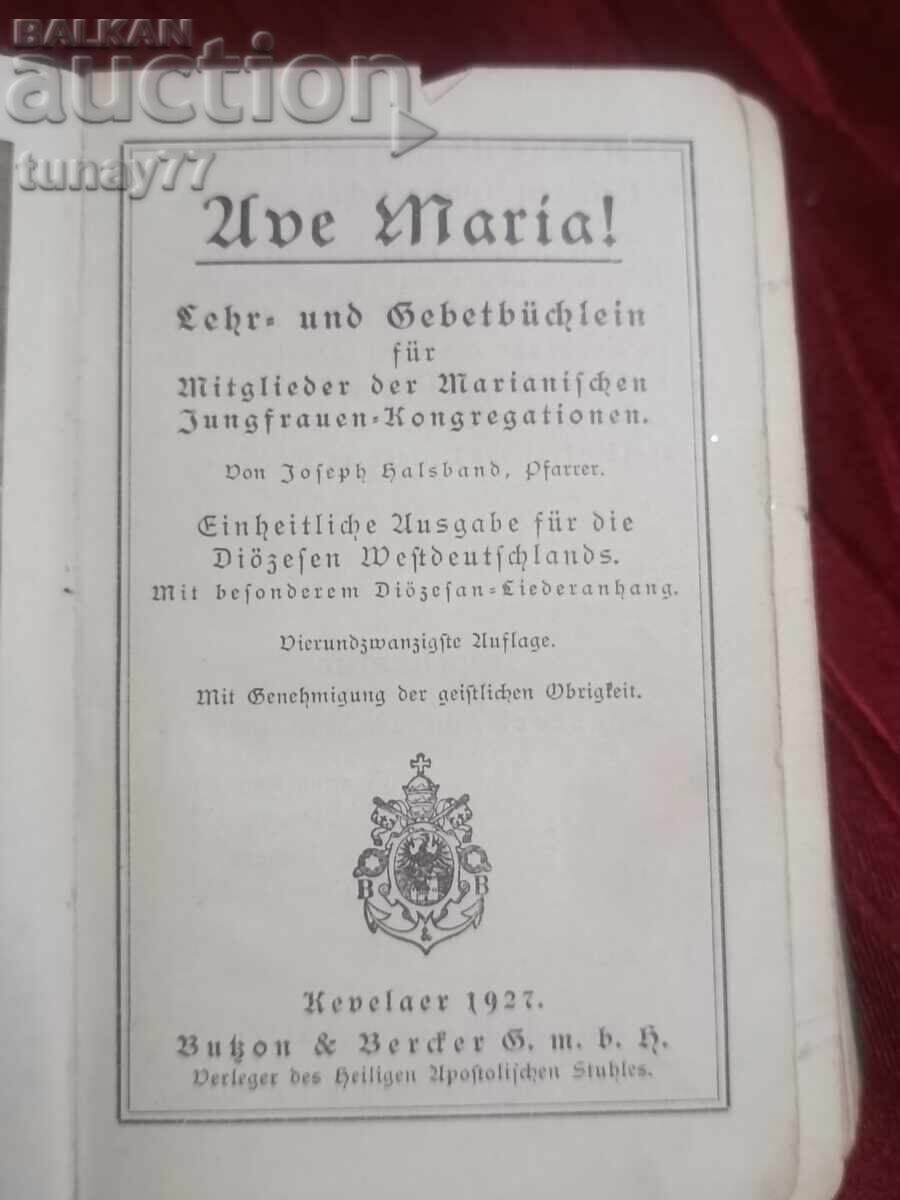 BALKAN
auction
tunay77
Ave Maria!
Lehr- und Gebetbüchlein
für
Mitglieder der Marianischen
Jungfrauen-Kongregationen.
Von Joseph Halsband, Pfarrer.
Einheitliche Ausgabe für die
Diözesen Westdeutschlands.
Mit besonderem Diözesan-Liederanhang.
Vierundzwanzigste Auflage.
Mit Genehmigung der geistlichen Obrigkeit.
B & B
Kevelaer 1927.
Butzon & Bercker G. m. b. H.
Verleger des Heiligen Apostolischen Stuhles.